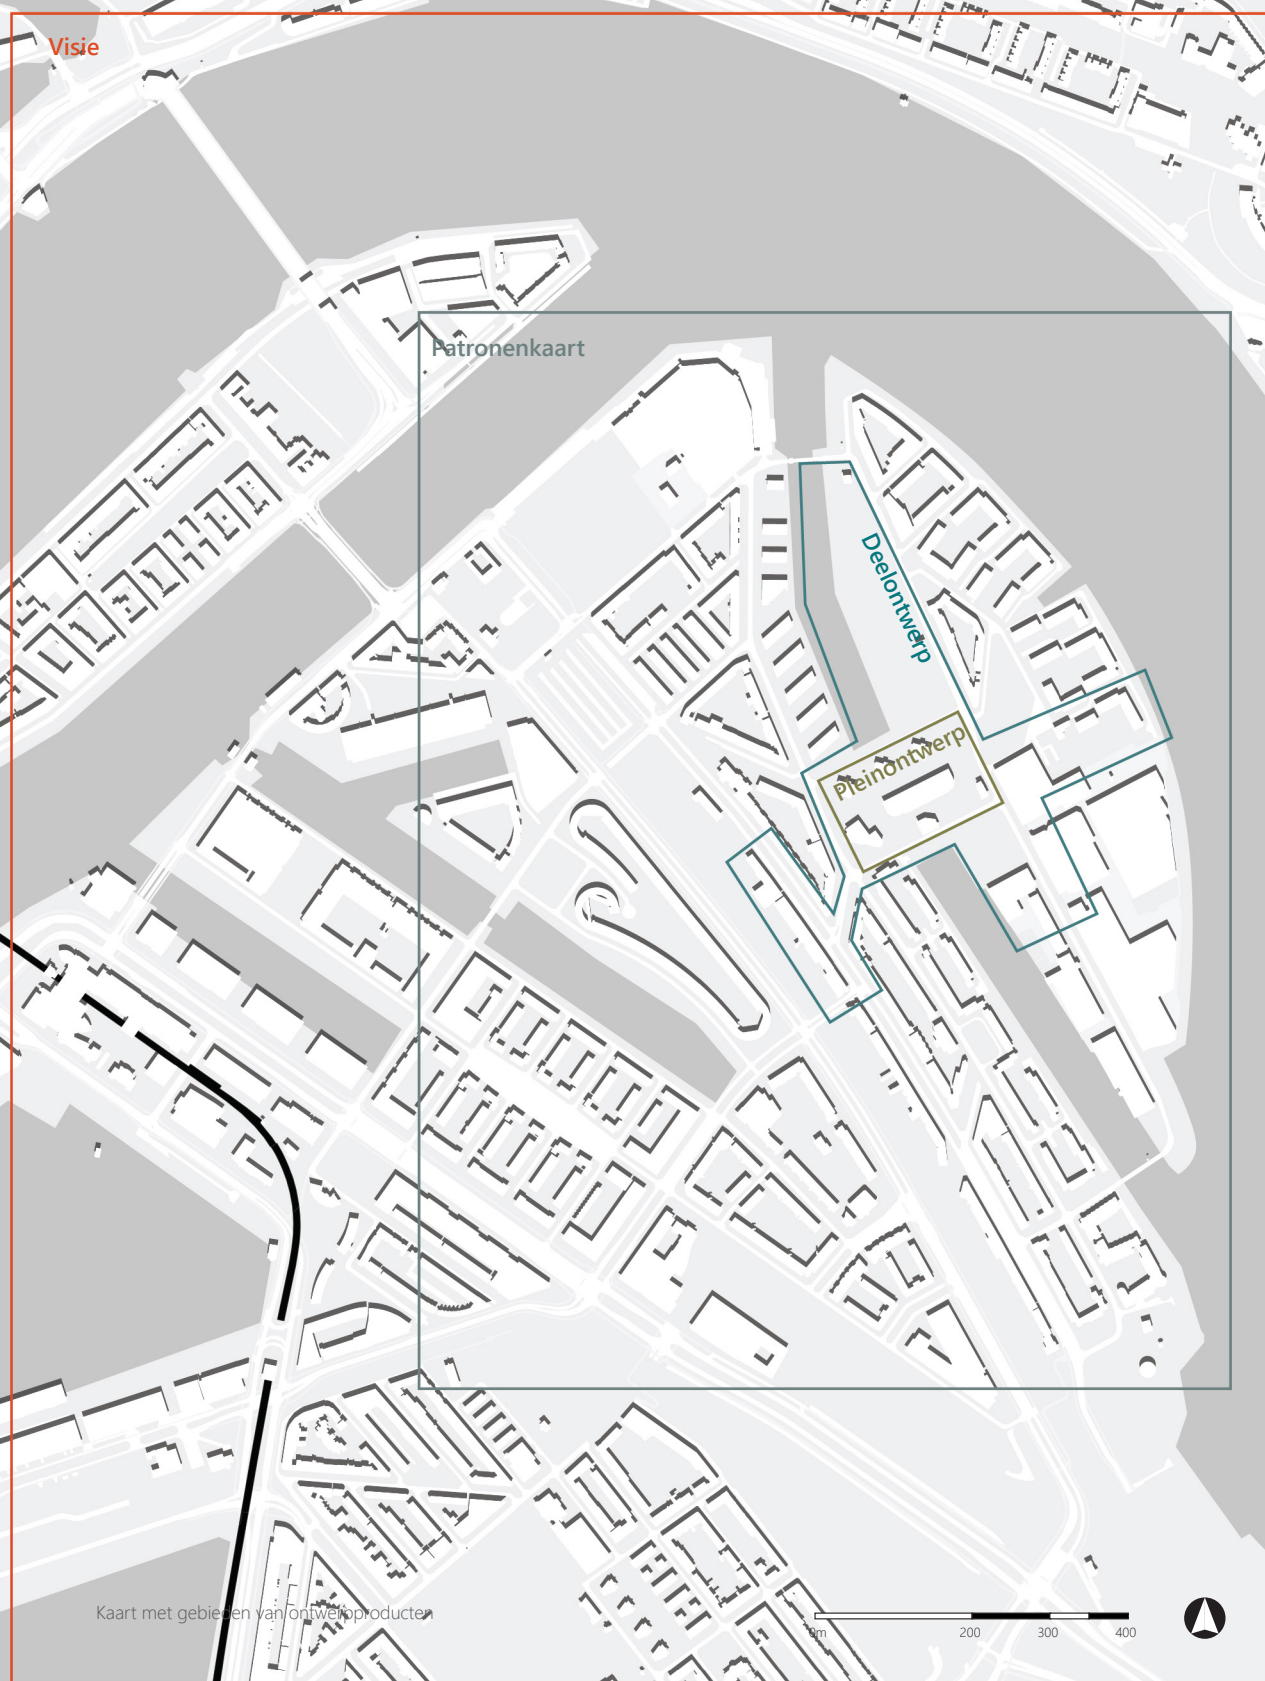 Visie
Patronenkaart
Deelontwerp
Pleinontwerp
Kaart met gebieden van ontwerpproducten
0m 200 300 400